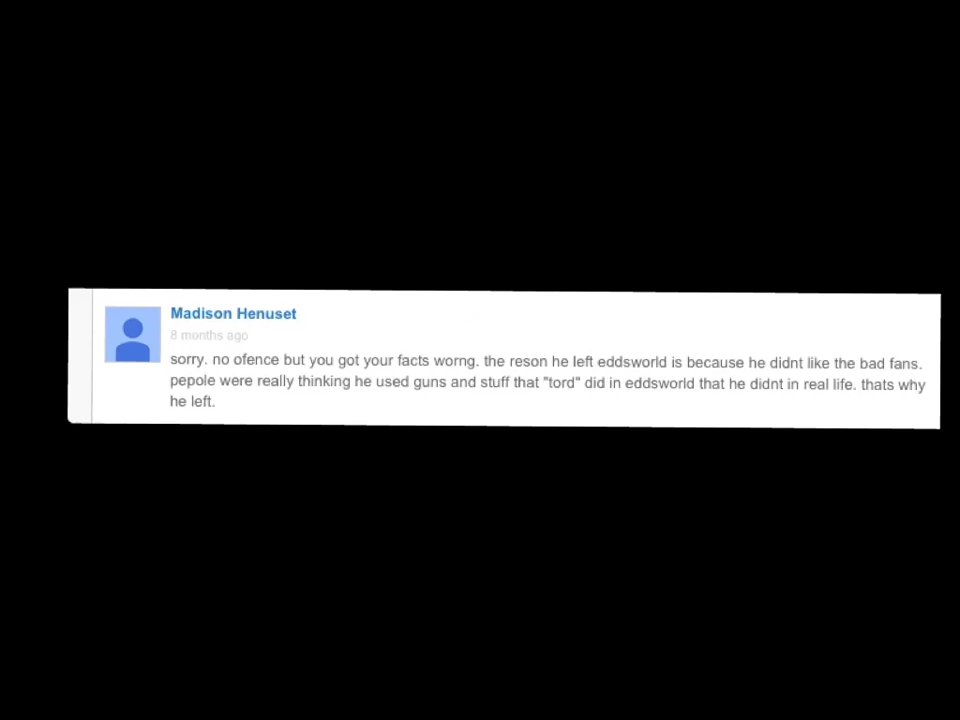 Madison Henuset
8 months ago
sorry. no ofence but you got your facts worng. the reson he left eddsworld is because he didnt like the bad fans.
pepole were really thinking he used guns and stuff that "tord" did in eddsworld that he didnt in real life. thats why
he left.